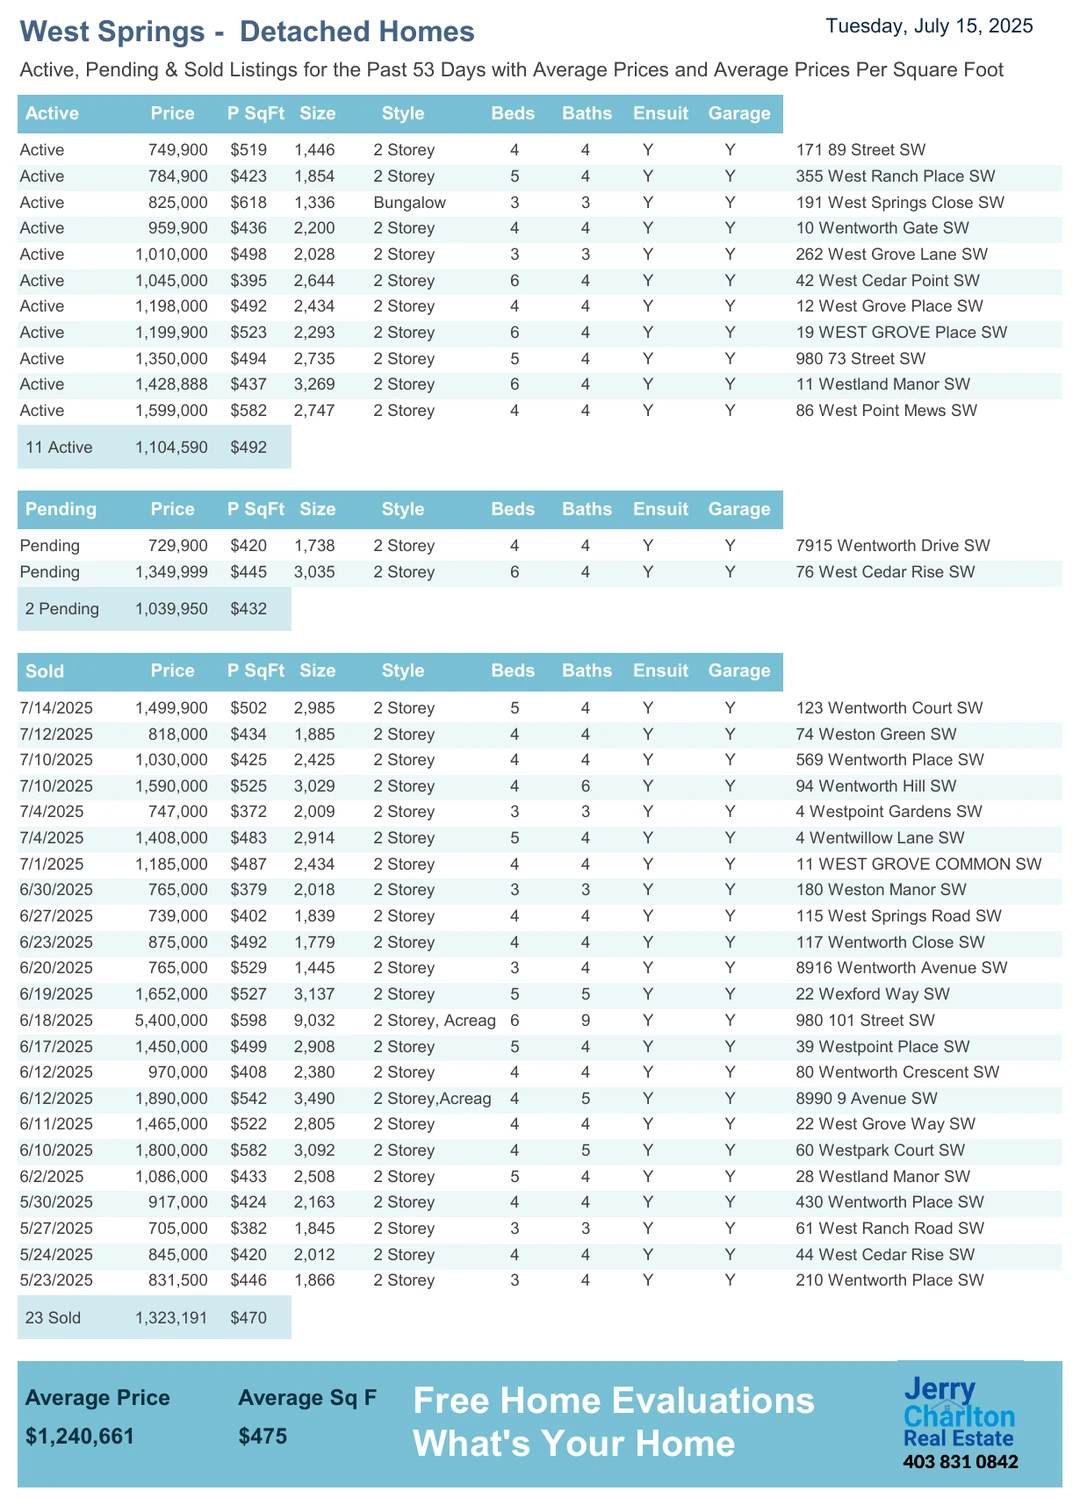 West Springs -  Detached Homes
Tuesday, July 15, 2025
Active, Pending & Sold Listings for the Past 53 Days with Average Prices and Average Prices Per Square Foot
Active Price P SqFt Size Style Beds Baths Ensuit Garage
Active 749,900 $519 1,446 2 Storey 4 4 Y Y 171 89 Street SW
Active 784,900 $423 1,854 2 Storey 5 4 Y Y 355 West Ranch Place SW
Active 825,000 $618 1,336 Bungalow 3 3 Y Y 191 West Springs Close SW
Active 959,900 $436 2,200 2 Storey 4 4 Y Y 10 Wentworth Gate SW
Active 1,010,000 $498 2,028 2 Storey 3 3 Y Y 262 West Grove Lane SW
Active 1,045,000 $395 2,644 2 Storey 6 4 Y Y 42 West Cedar Point SW
Active 1,198,000 $492 2,434 2 Storey 4 4 Y Y 12 West Grove Place SW
Active 1,199,900 $523 2,293 2 Storey 6 4 Y Y 19 WEST GROVE Place SW
Active 1,350,000 $494 2,735 2 Storey 5 4 Y Y 980 73 Street SW
Active 1,428,888 $437 3,269 2 Storey 6 4 Y Y 11 Westland Manor SW
Active 1,599,000 $582 2,747 2 Storey 4 4 Y Y 86 West Point Mews SW
11 Active 1,104,590 $492
Pending Price P SqFt Size Style Beds Baths Ensuit Garage
Pending 729,900 $420 1,738 2 Storey 4 4 Y Y 7915 Wentworth Drive SW
Pending 1,349,999 $445 3,035 2 Storey 6 4 Y Y 76 West Cedar Rise SW
2 Pending 1,039,950 $432
Sold Price P SqFt Size Style Beds Baths Ensuit Garage
7/14/2025 1,499,900 $502 2,985 2 Storey 5 4 Y Y 123 Wentworth Court SW
7/12/2025 818,000 $434 1,885 2 Storey 4 4 Y Y 74 Weston Green SW
7/10/2025 1,030,000 $425 2,425 2 Storey 4 4 Y Y 569 Wentworth Place SW
7/10/2025 1,590,000 $525 3,029 2 Storey 4 6 Y Y 94 Wentworth Hill SW
7/4/2025 747,000 $372 2,009 2 Storey 3 3 Y Y 4 Westpoint Gardens SW
7/4/2025 1,408,000 $483 2,914 2 Storey 5 4 Y Y 4 Wentwillow Lane SW
7/1/2025 1,185,000 $487 2,434 2 Storey 4 4 Y Y 11 WEST GROVE COMMON SW
6/30/2025 765,000 $379 2,018 2 Storey 3 3 Y Y 180 Weston Manor SW
6/27/2025 739,000 $402 1,839 2 Storey 4 4 Y Y 115 West Springs Road SW
6/23/2025 875,000 $492 1,779 2 Storey 4 4 Y Y 117 Wentworth Close SW
6/20/2025 765,000 $529 1,445 2 Storey 3 4 Y Y 8916 Wentworth Avenue SW
6/19/2025 1,652,000 $527 3,137 2 Storey 5 5 Y Y 22 Wexford Way SW
6/18/2025 5,400,000 $598 9,032 2 Storey, Acreag 6 9 Y Y 980 101 Street SW
6/17/2025 1,450,000 $499 2,908 2 Storey 5 4 Y Y 39 Westpoint Place SW
6/12/2025 970,000 $408 2,380 2 Storey 4 4 Y Y 80 Wentworth Crescent SW
6/12/2025 1,890,000 $542 3,490 2 Storey,Acreag 4 5 Y Y 8990 9 Avenue SW
6/11/2025 1,465,000 $522 2,805 2 Storey 4 4 Y Y 22 West Grove Way SW
6/10/2025 1,800,000 $582 3,092 2 Storey 4 5 Y Y 60 Westpark Court SW
6/2/2025 1,086,000 $433 2,508 2 Storey 5 4 Y Y 28 Westland Manor SW
5/30/2025 917,000 $424 2,163 2 Storey 4 4 Y Y 430 Wentworth Place SW
5/27/2025 705,000 $382 1,845 2 Storey 3 3 Y Y 61 West Ranch Road SW
5/24/2025 845,000 $420 2,012 2 Storey 4 4 Y Y 44 West Cedar Rise SW
5/23/2025 831,500 $446 1,866 2 Storey 3 4 Y Y 210 Wentworth Place SW
23 Sold 1,323,191 $470
Average Price Average Sq F
$1,240,661 $475
Free Home Evaluations
What's Your Home
Jerry
Charlton
Real Estate
403 831 0842